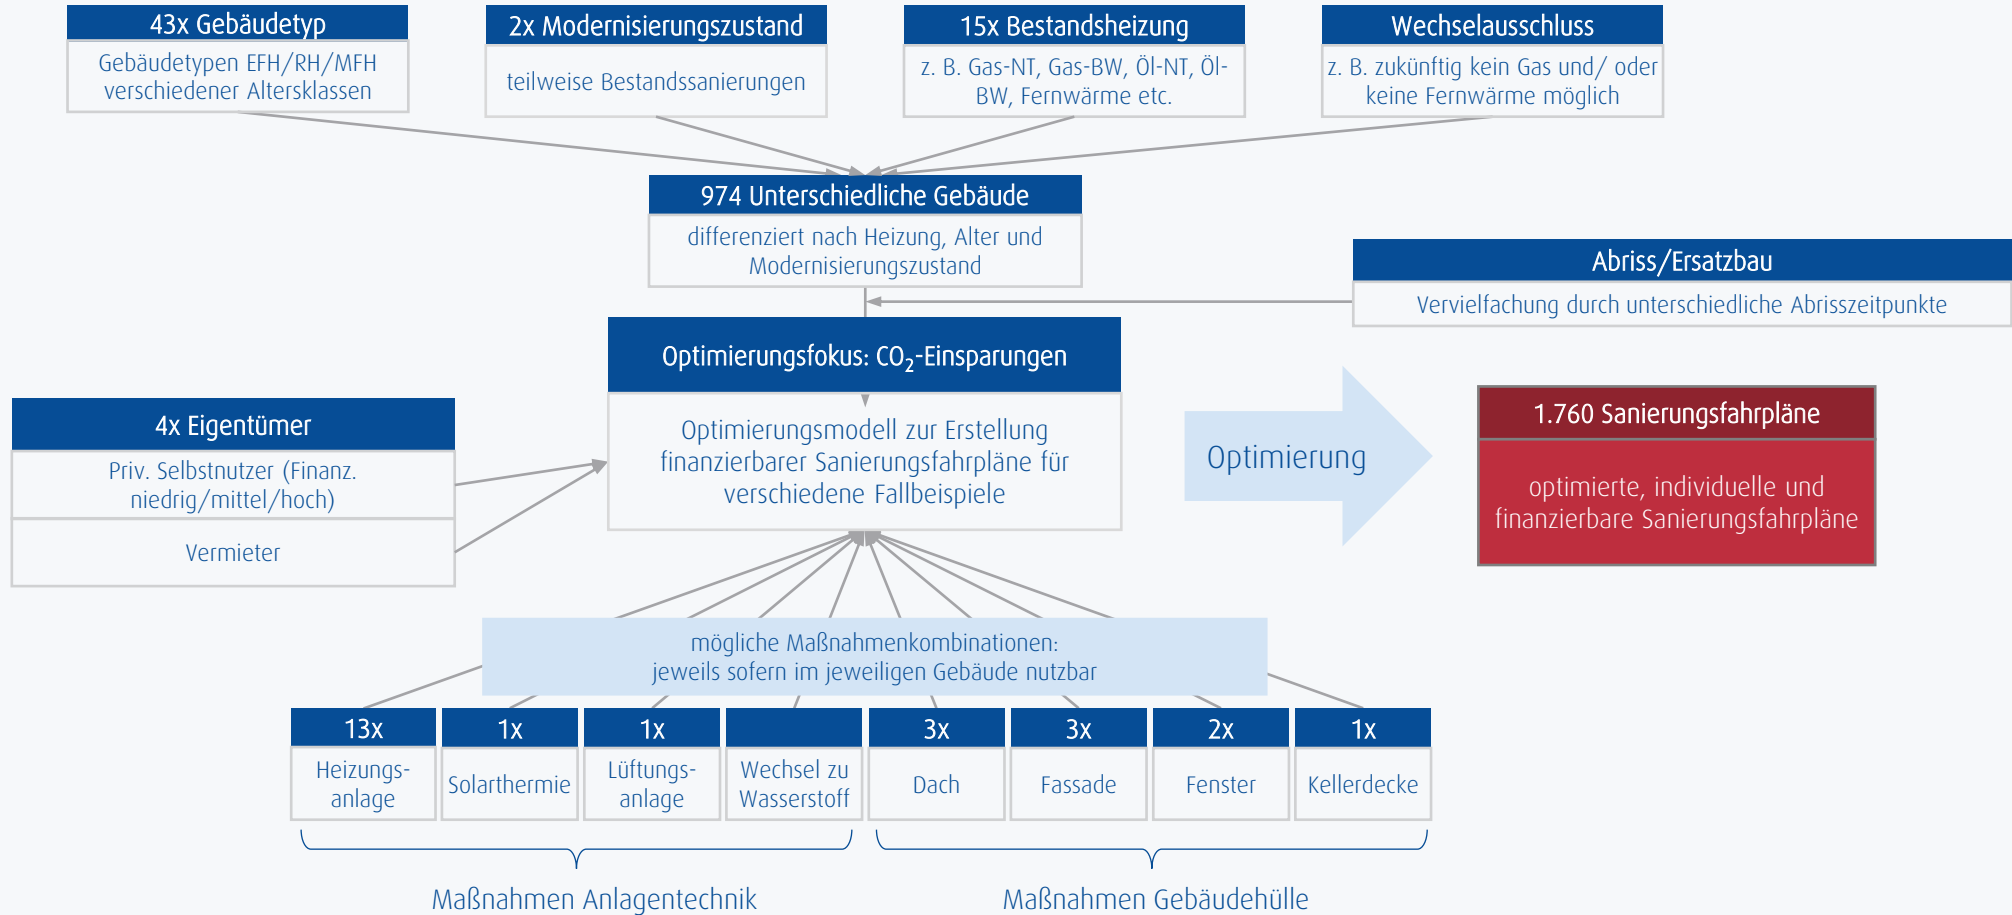 43x Gebäudetyp
Gebäudetypen EFH/RH/MFH
verschiedener Altersklassen
2x Modernisierungszustand
teilweise Bestandssanierungen
15x Bestandsheizung
z. B. Gas-NT, Gas-BW, Öl-NT, Öl-
BW, Fernwärme etc.
Wechselausschluss
z. B. zukünftig kein Gas und/ oder
keine Fernwärme möglich
974 Unterschiedliche Gebäude
differenziert nach Heizung, Alter und
Modernisierungszustand
Abriss/Ersatzbau
Vervielfachung durch unterschiedliche Abrisszeitpunkte
Optimierungsfokus: CO₂-Einsparungen
Optimierungsmodell zur Erstellung
finanzierbarer Sanierungsfahrpläne für
verschiedene Fallbeispiele
4x Eigentümer
Priv. Selbstnutzer (Finanz.
niedrig/mittel/hoch)
Vermieter
Optimierung
1.760 Sanierungsfahrpläne
optimierte, individuelle und
finanzierbare Sanierungsfahrpläne
mögliche Maßnahmenkombinationen:
jeweils sofern im jeweiligen Gebäude nutzbar
13x
Heizungs-
anlage
1x
Solarthermie
1x
Lüftungs-
anlage
Wechsel zu
Wasserstoff
3x
Dach
3x
Fassade
2x
Fenster
1x
Kellerdecke
Maßnahmen Anlagentechnik
Maßnahmen Gebäudehülle